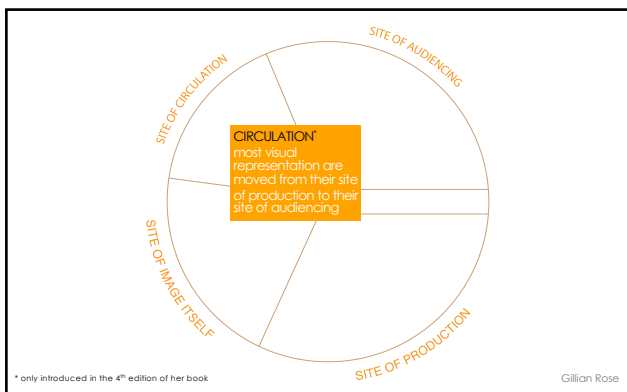 SITE OF AUDIENCING
SITE OF CIRCULATION
CIRCULATION*
most visual
representation are
moved from their site
of production to their
site of audiencing
SITE OF IMAGE ITSELF
SITE OF PRODUCTION
* only introduced in the 4th edition of her book
Gillian Rose